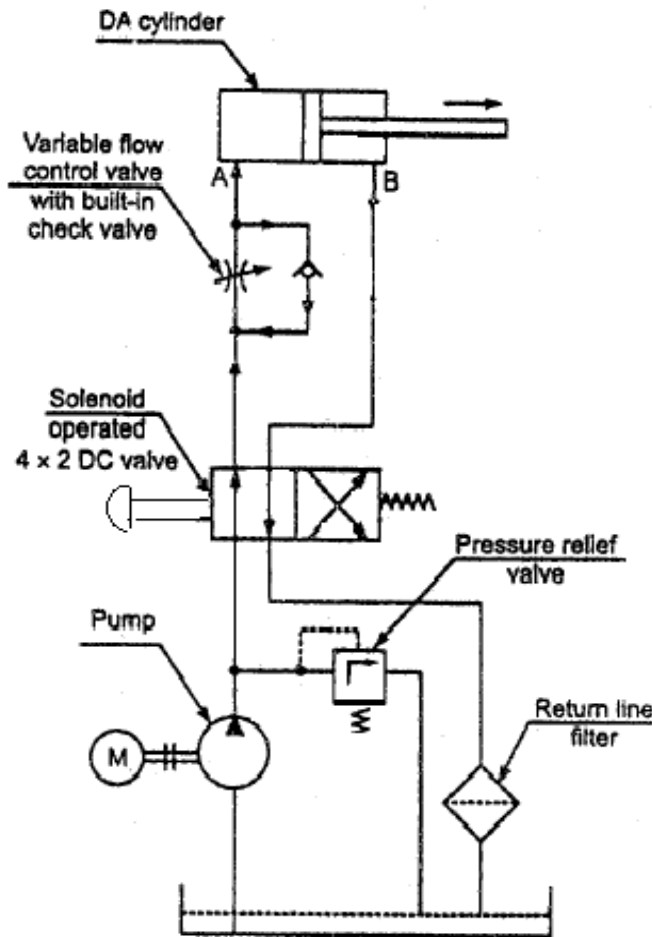 DA cylinder
Variable flow
control valve
with built-in
check valve
A
B
Solenoid
operated
4 × 2 DC valve
Pressure relief
valve
Pump
M
Return line
filter